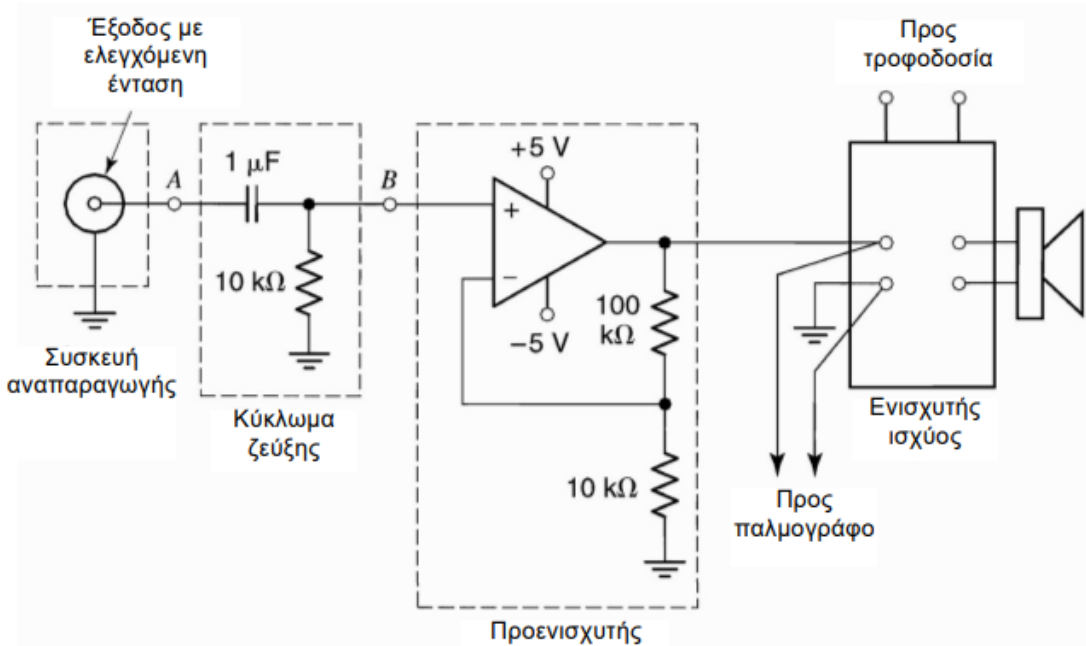 Έξοδος με
ελεγχόμενη
ένταση
Προς
τροφοδοσία
A
1 μF
B
+5 V
+
−
−5 V
10 kΩ
100
kΩ
10 kΩ
Συσκευή
αναπαραγωγής
Κύκλωμα
ζεύξης
Ενισχυτής
ισχύος
Προς
παλμογράφο
Προενισχυτής